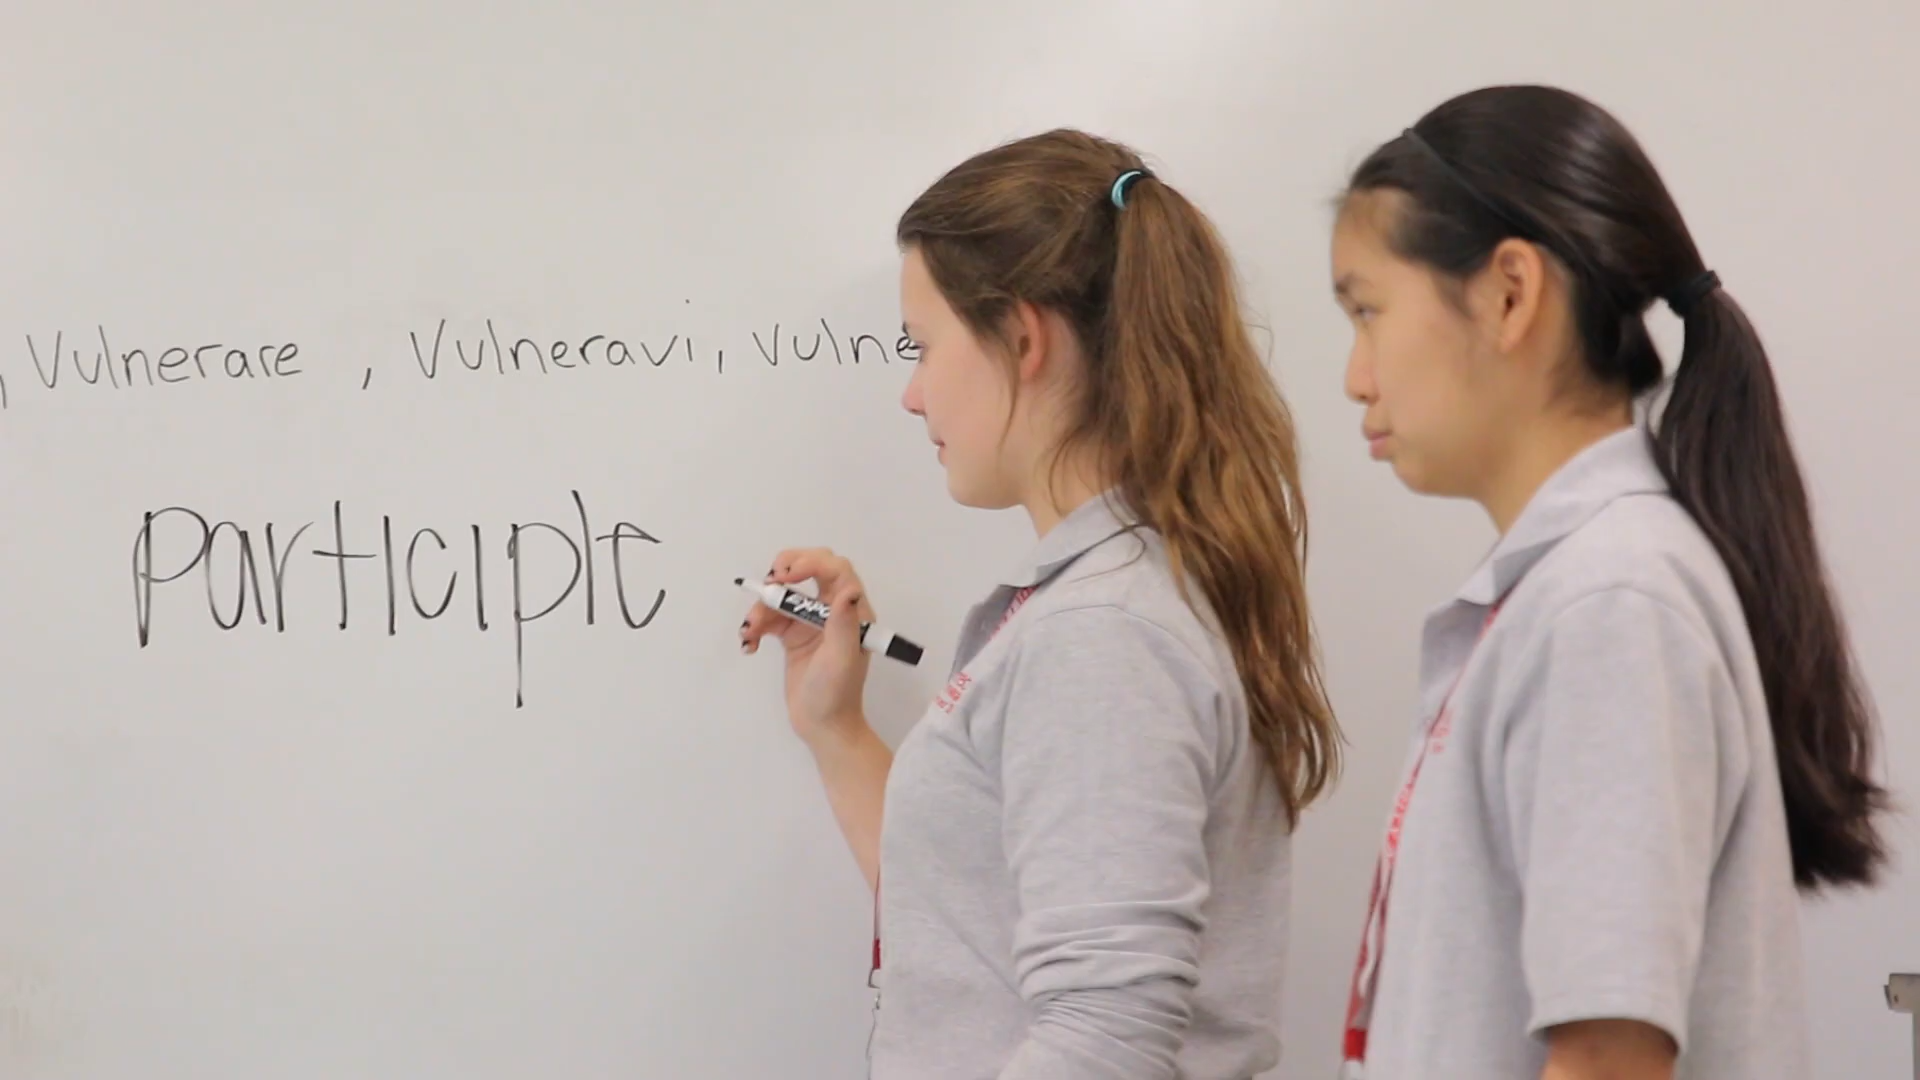 , Vulnerare , Vulneravi, Vulne
participle